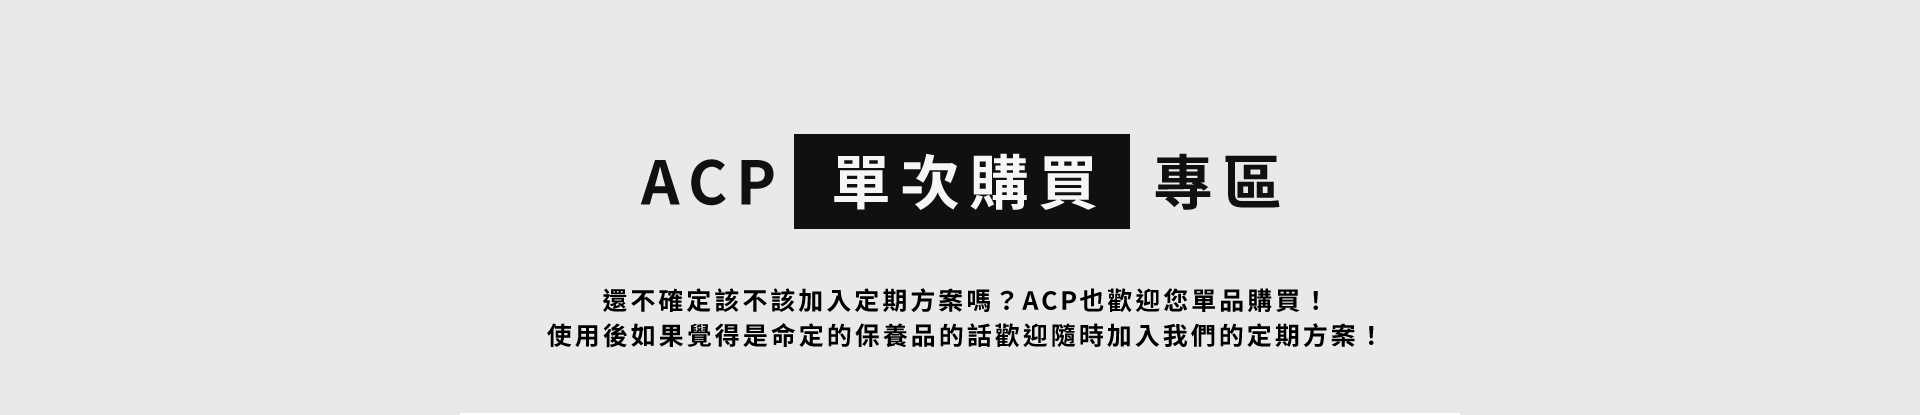 ACP 單次購買 專區
還不確定該不該加入定期方案嗎？ACP也歡迎您單品購買！
使用後如果覺得是命定的保養品的話歡迎隨時加入我們的定期方案！